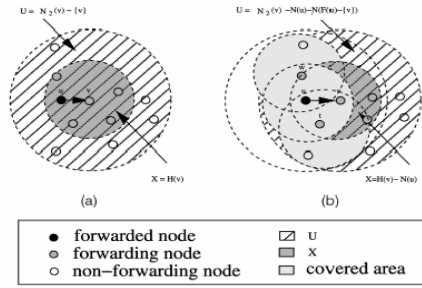 U = N₂(v) – {v}
U = N₂(v) –N(u)–N(F(u)–{v})
u
v
w
u
t
X = H(v)
X=H(v)– N(u)
(a)
(b)
forwarded node
U
forwarding node
X
non-forwarding node
covered area